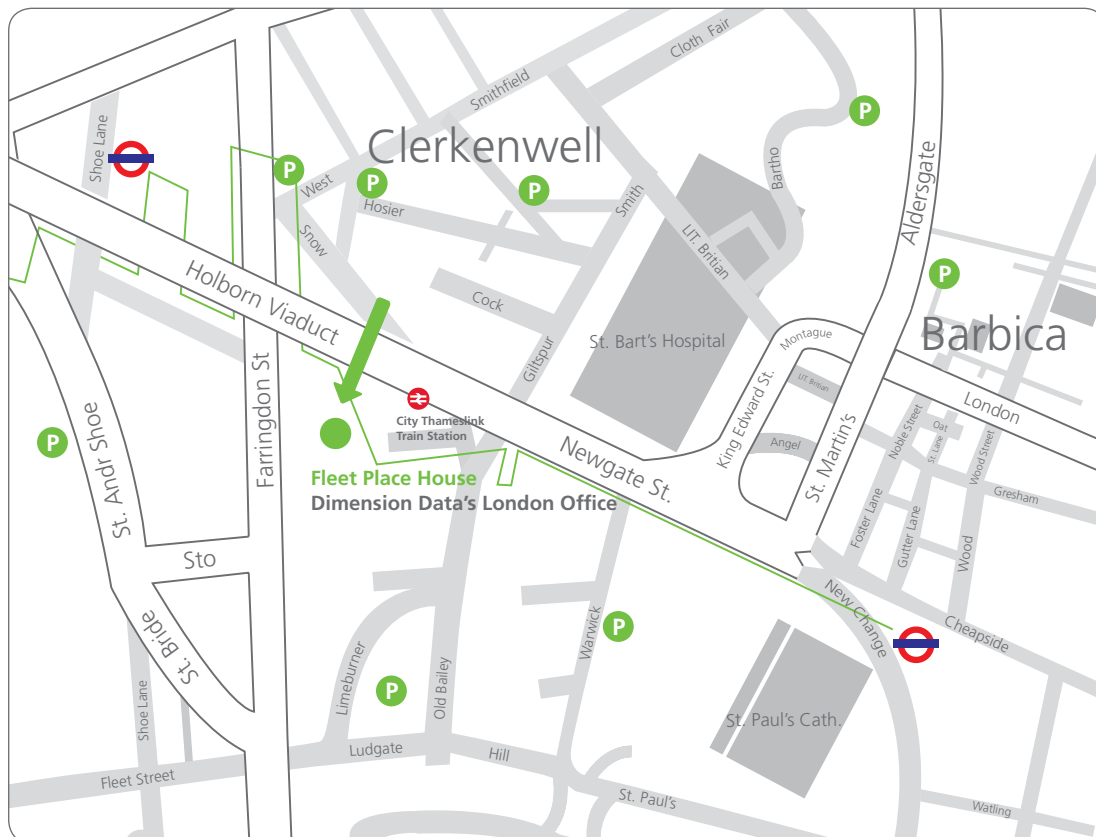 Cloth Fair
Smithfield
Shoe Lane
P
Clerkenwell
P
P
P
P
West
Hosier
Smith
Bartho
Aldersgate
Snow
LIT. Britian
Holborn Viaduct
Cock
P
St. Bart's Hospital
Montague
Barbica
Giltspur
LIT. Britian
King Edward St.
London
City Thameslink
Train Station
Farringdon St
St. Andr Shoe
P
Newgate St.
Angel
St. Martin's
Noble Street
Oat
St. Lane
Wood Street
Fleet Place House
Dimension Data's London Office
Gresham
Foster Lane
Gutter Lane
Wood
Sto
New Change
Cheapside
St. Bride
Warwick
P
Limeburner
Old Bailey
P
Shoe Lane
St. Paul's Cath.
Ludgate
Hill
Fleet Street
St. Paul's
Watling